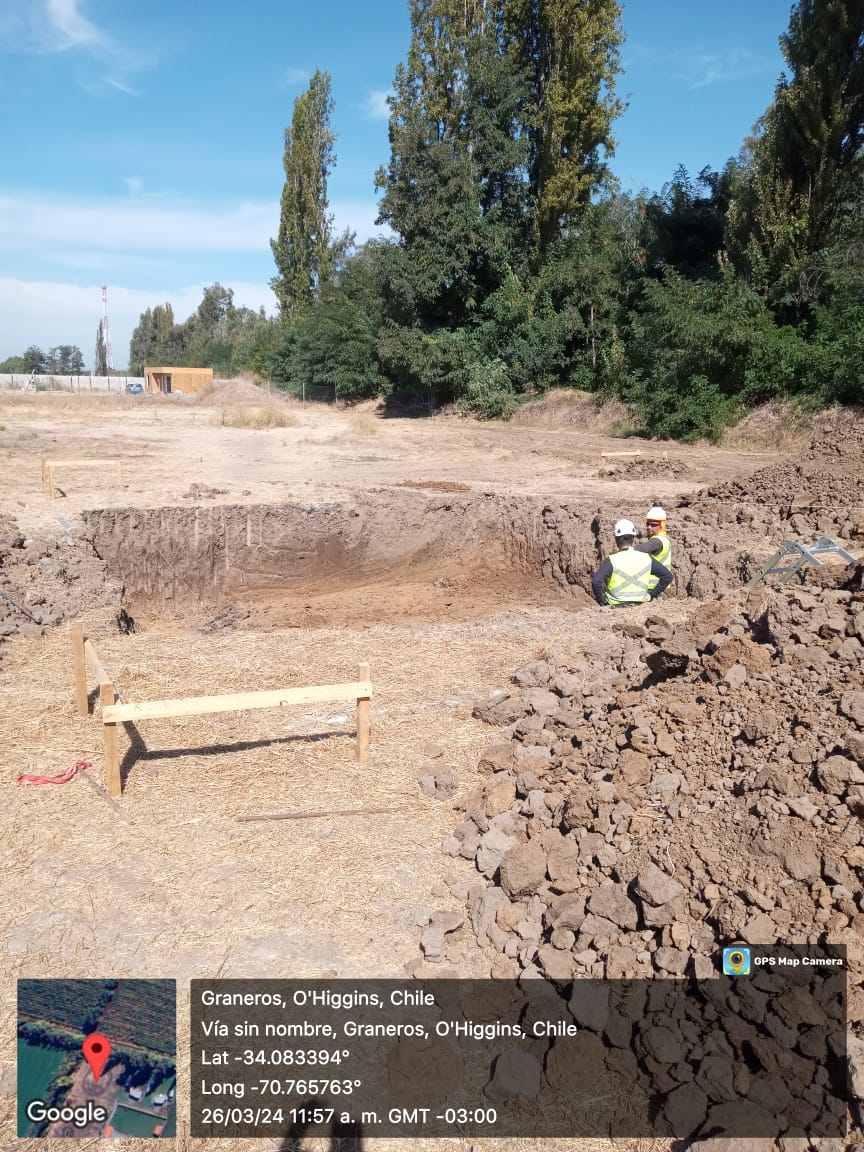 GPS Map Camera
Graneros, O'Higgins, Chile
Vía sin nombre, Graneros, O'Higgins, Chile
Lat -34.083394°
Long -70.765763°
26/03/24 11:57 a. m. GMT -03:00
Google